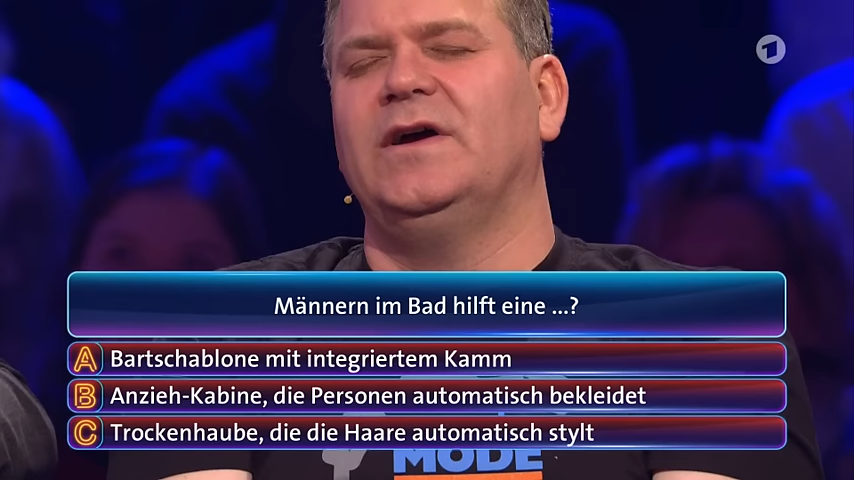 1
Männern im Bad hilft eine ...?
A Bartschablone mit integriertem Kamm
B Anzieh-Kabine, die Personen automatisch bekleidet
C Trockenhaube, die die Haare automatisch stylt
MODE